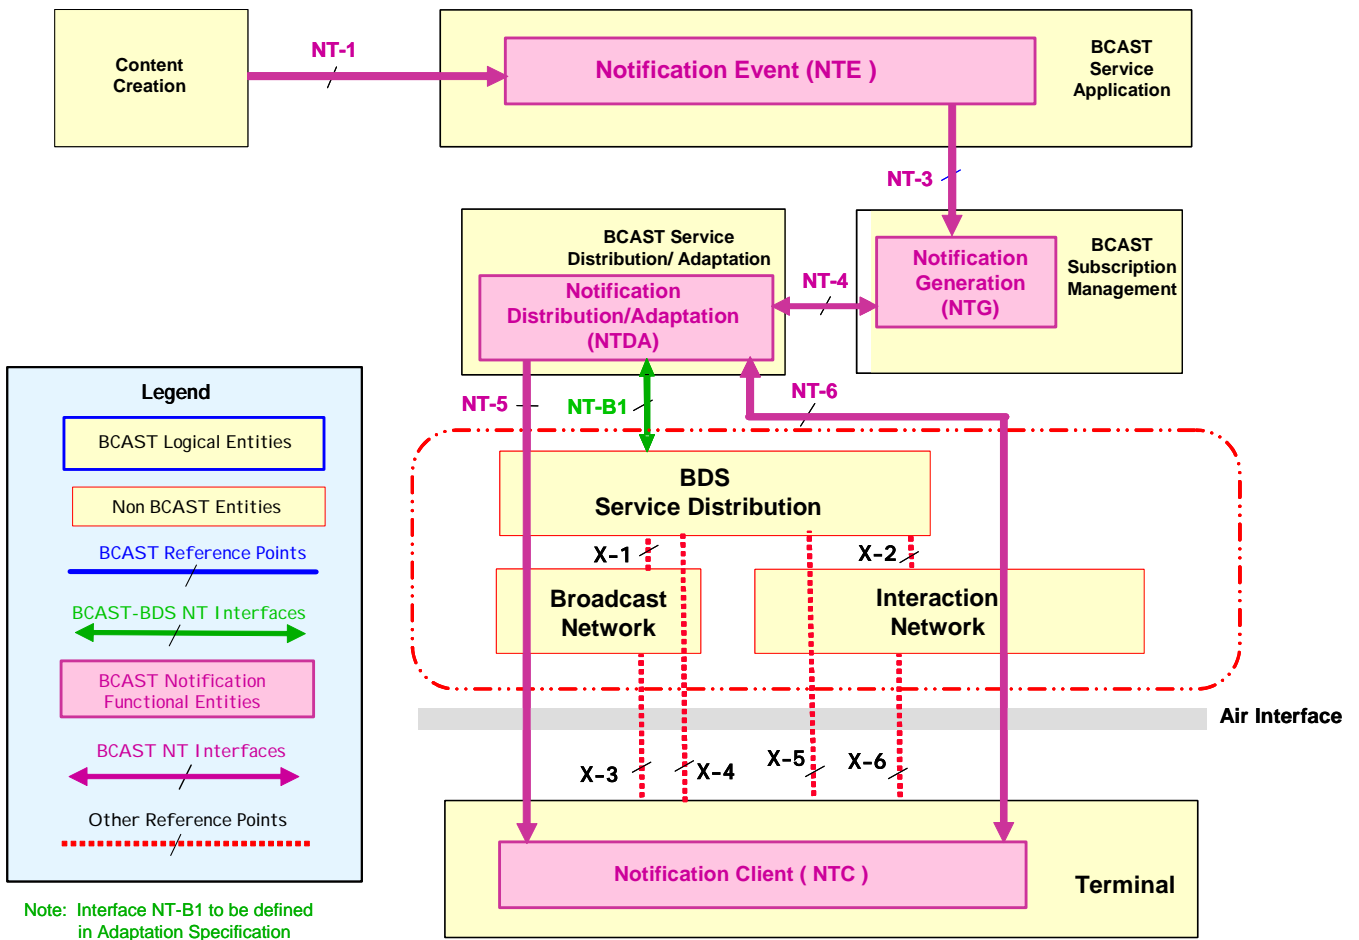 Content
Creation
NT-1
Notification Event (NTE )
BCAST
Service
Application
NT-3
BCAST Service
Distribution/ Adaptation
Notification
Distribution/Adaptation
(NTDA)
NT-4
Notification
Generation
(NTG)
BCAST
Subscription
Management
NT-5
NT-B1
NT-6
Legend
BCAST Logical Entities
Non BCAST Entities
BCAST Reference Points
BCAST-BDS NT Interfaces
BCAST Notification
Functional Entities
BCAST NT Interfaces
Other Reference Points
Note: Interface NT-B1 to be defined
in Adaptation Specification
BDS
Service Distribution
X-1
X-2
Broadcast
Network
Interaction
Network
Air Interface
X-3
X-4
X-5
X-6
Notification Client ( NTC )
Terminal